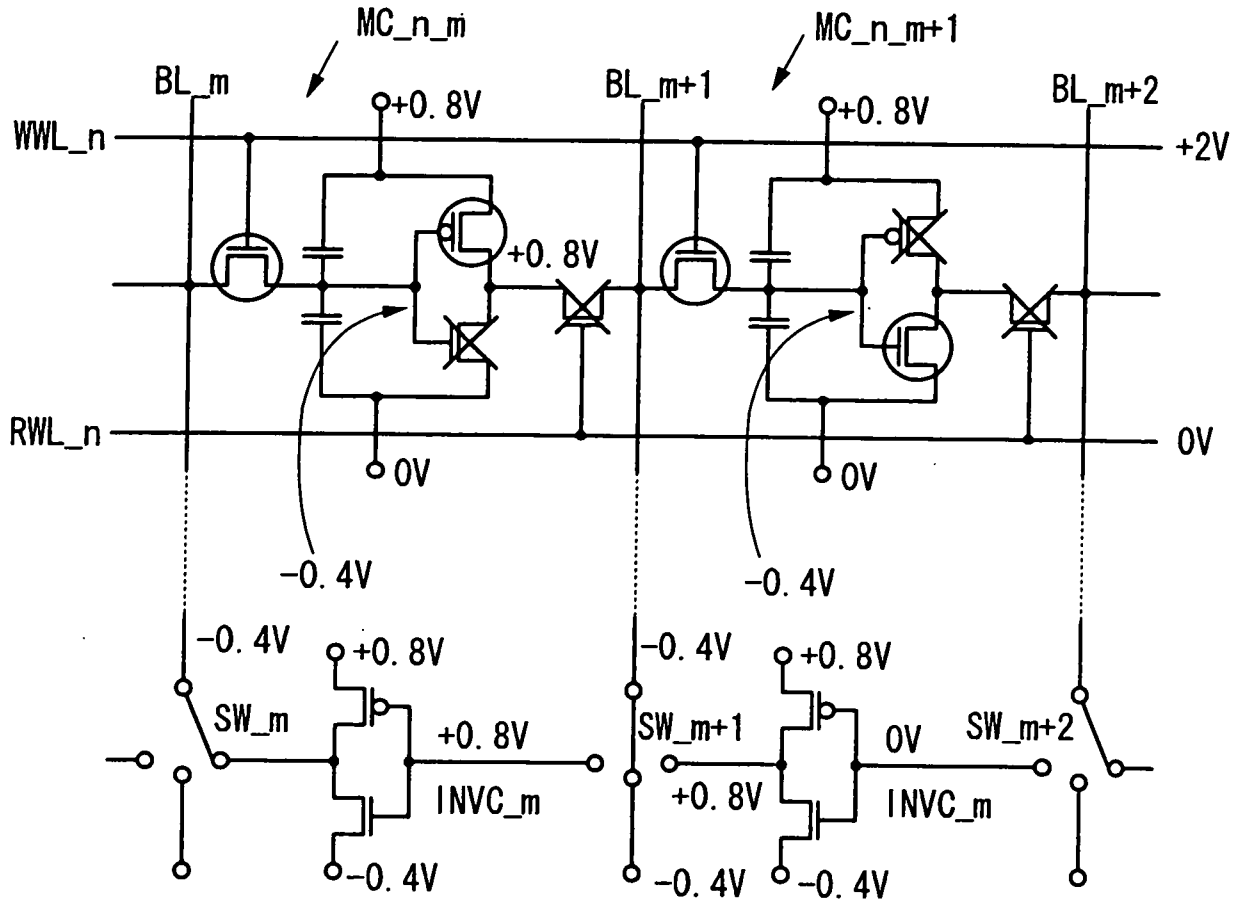 MC_n_m
MC_n_m+1
BL_m
BL_m+1
BL_m+2
+0. 8V
+0. 8V
WWL_n
+2V
+0. 8V
RWL_n
0V
0V
0V
-0. 4V
-0. 4V
-0. 4V
+0. 8V
-0. 4V
+0. 8V
SW_m
+0. 8V
SW_m+1
0V
SW_m+2
INVC_m
+0. 8V
INVC_m
-0. 4V
-0. 4V
-0. 4V